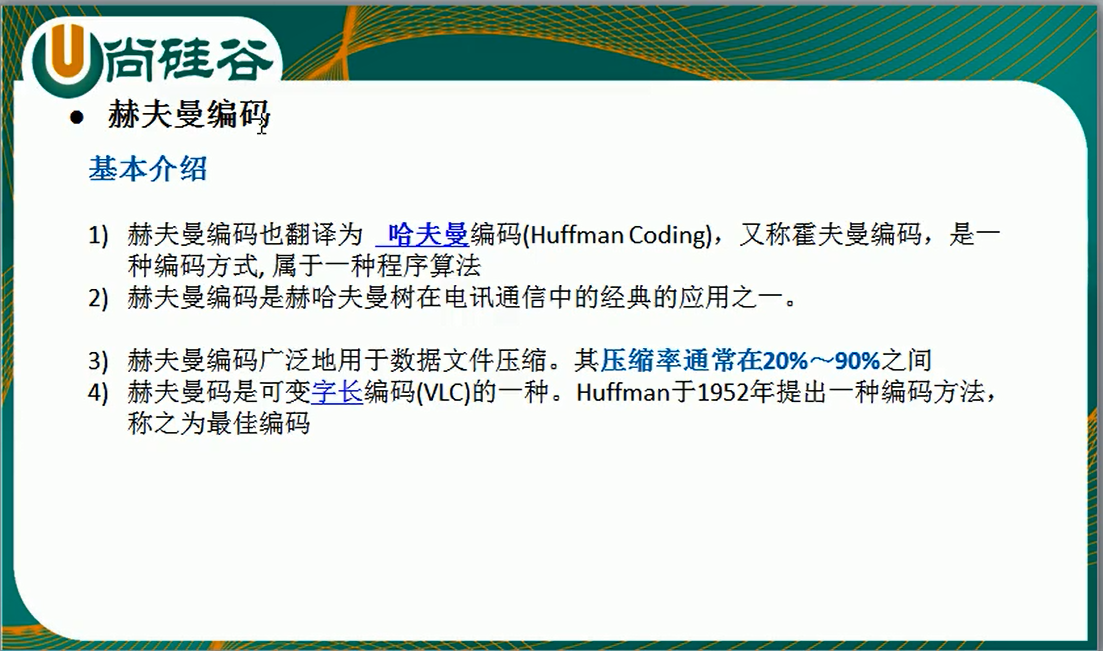 尚硅谷
● 赫夫曼编码
基本介绍
1) 赫夫曼编码也翻译为 哈夫曼编码(Huffman Coding)，又称霍夫曼编码，是一
种编码方式, 属于一种程序算法
2) 赫夫曼编码是赫哈夫曼树在电讯通信中的经典的应用之一。
3) 赫夫曼编码广泛地用于数据文件压缩。其压缩率通常在20%～90%之间
4) 赫夫曼码是可变字长编码(VLC)的一种。Huffman于1952年提出一种编码方法，
称之为最佳编码